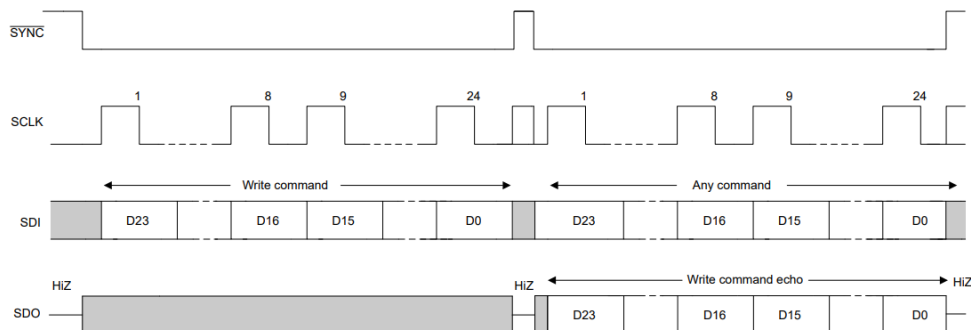 SYNC
1 8 9 24 1 8 9 24
SCLK
Write command Any command
SDI D23 D16 D15 D0 D23 D16 D15 D0
HiZ HiZ Write command echo HiZ
SDO D23 D16 D15 D0